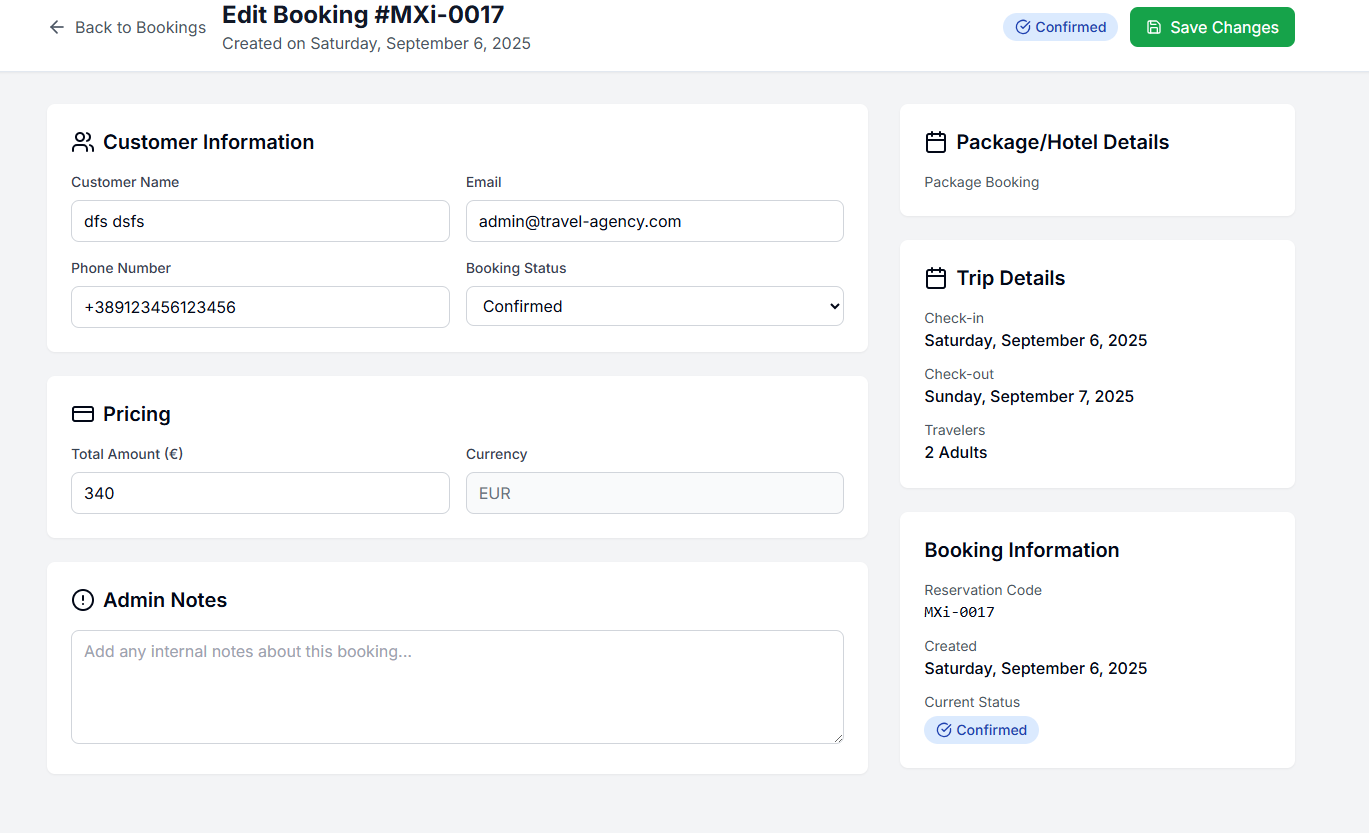 Back to Bookings
Edit Booking #MXi-0017
Created on Saturday, September 6, 2025
Confirmed
Save Changes
Customer Information
Customer Name
Email
dfs dsfs
admin@travel-agency.com
Phone Number
Booking Status
+389123456123456
Confirmed
Pricing
Total Amount (€)
Currency
340
EUR
Admin Notes
Add any internal notes about this booking...
Package/Hotel Details
Package Booking
Trip Details
Check-in
Saturday, September 6, 2025
Check-out
Sunday, September 7, 2025
Travelers
2 Adults
Booking Information
Reservation Code
MXi-0017
Created
Saturday, September 6, 2025
Current Status
Confirmed